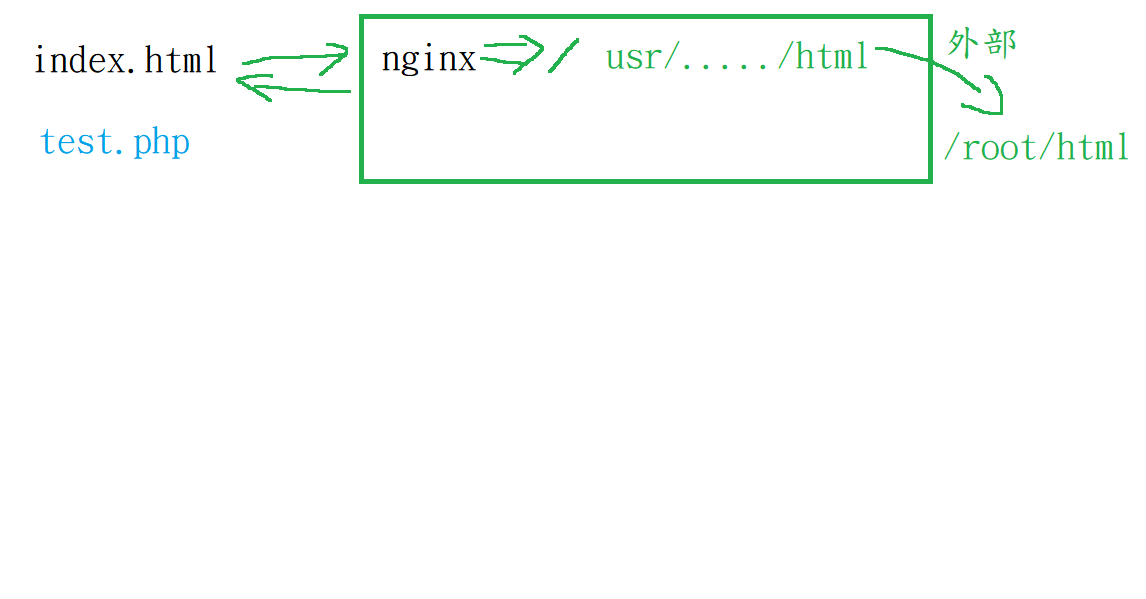 index.html nginx / usr/...../html 外部
test.php /root/html